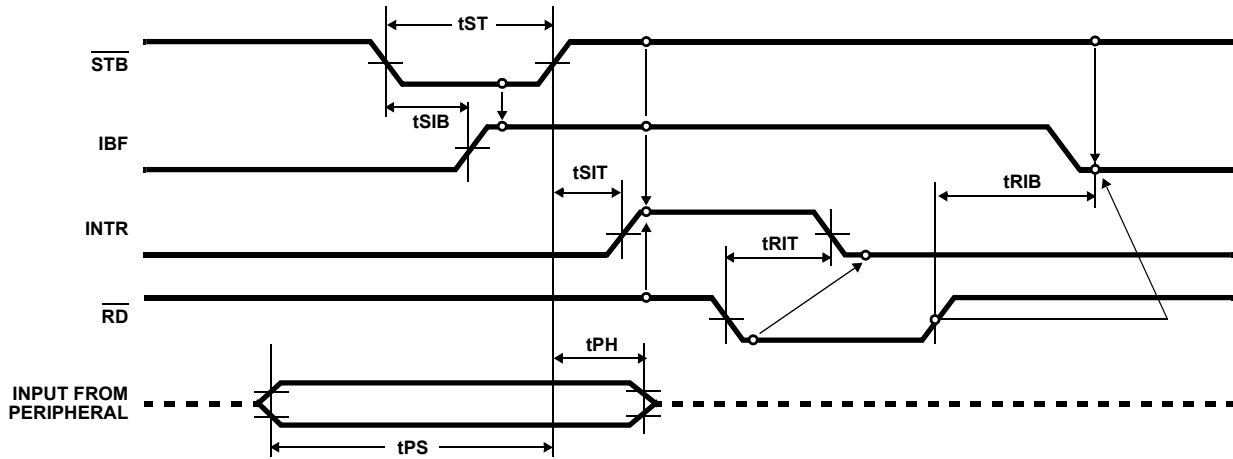 tST
STB
tSIB
IBF
tSIT
tRIB
INTR
tRIT
RD
tPH
INPUT FROM
PERIPHERAL
tPS